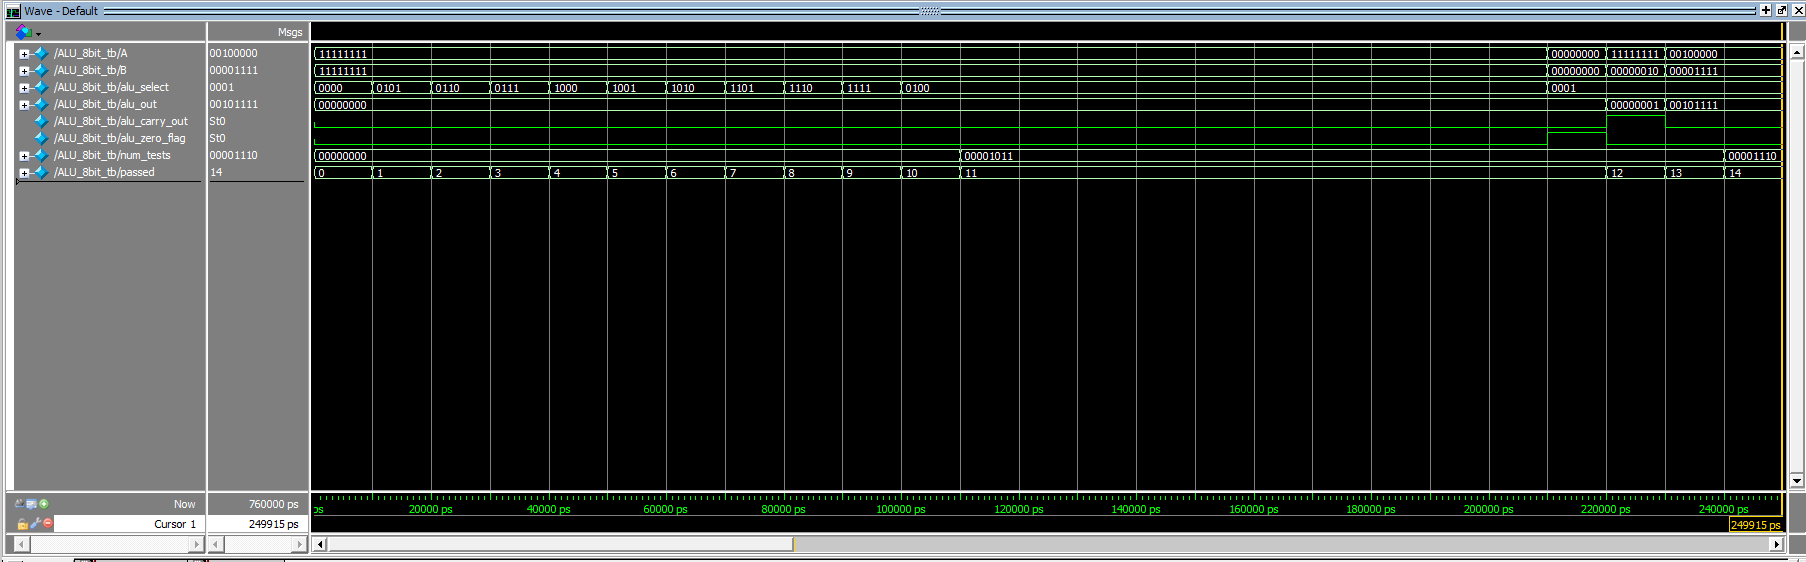 Wave - Default
Msgs
/ALU_8bit_tb/A 00100000 11111111 00000000 11111111 00100000
/ALU_8bit_tb/B 00001111 11111111 00000000 00000010 00001111
/ALU_8bit_tb/alu_select 0001 0000 0101 0110 0111 1000 1001 1010 1101 1110 1111 0100 0001
/ALU_8bit_tb/alu_out 00101111 00000000 00000001 00101111
/ALU_8bit_tb/alu_carry_out St0
/ALU_8bit_tb/alu_zero_flag St0
/ALU_8bit_tb/num_tests 00001110 00000000 00001011 00001110
/ALU_8bit_tb/passed 14 0 1 2 3 4 5 6 7 8 9 10 11 12 13 14
Now 760000 ps ps 20000 ps 40000 ps 60000 ps 80000 ps 100000 ps 120000 ps 140000 ps 160000 ps 180000 ps 200000 ps 220000 ps 240000 ps
Cursor 1 249915 ps 249915 ps